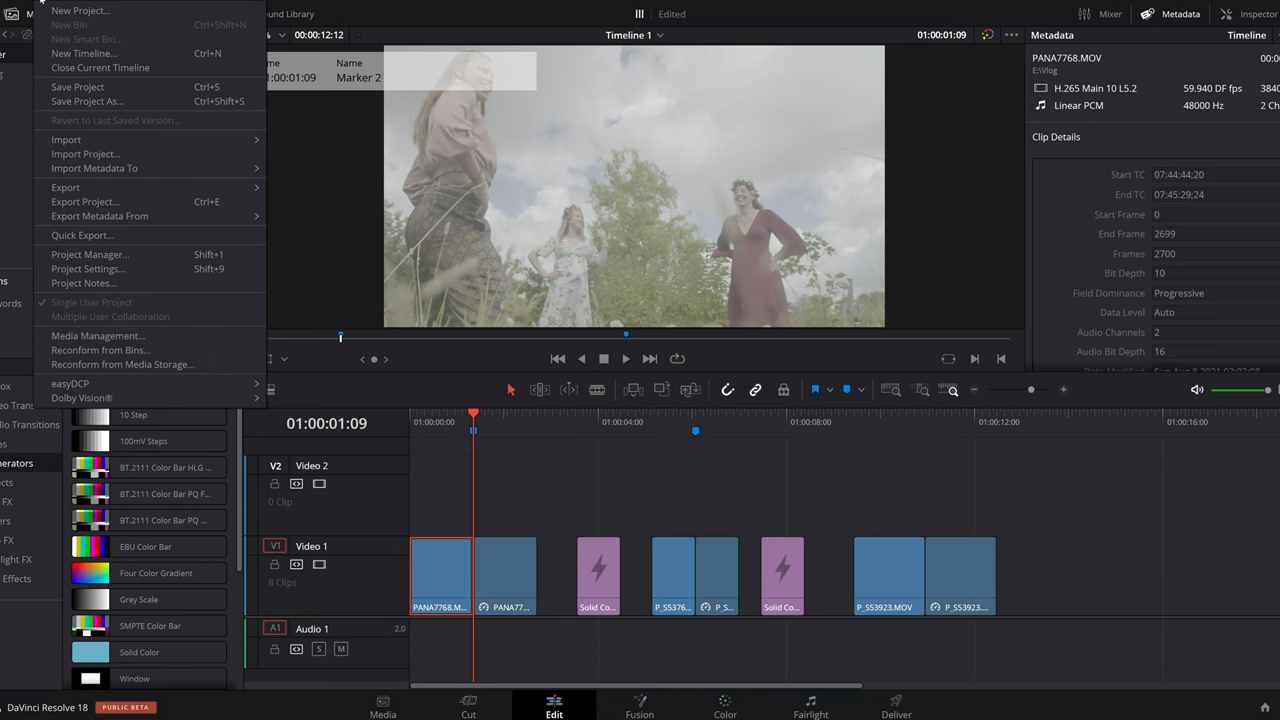 New Project...
New Bin Ctrl+Shift+N
New Smart Bin...
New Timeline... Ctrl+N
Close Current Timeline
Save Project Ctrl+S
Save Project As... Ctrl+Shift+S
Revert to Last Saved Version...
Import
Import Project...
Import Metadata To
Export
Export Project... Ctrl+E
Export Metadata From
Quick Export...
Project Manager... Shift+1
Project Settings... Shift+9
Project Notes...
Single User Project
Multiple User Collaboration
Media Management...
Reconform from Bins...
Reconform from Media Storage...
easyDCP
Dolby Vision®
und Library
Edited
Mixer
Metadata
Inspector
% 00:00:12:12
Timeline 1
01:00:01:09
Metadata
Timeline
me
:00:01:09
Name
Marker 2
PANA7768.MOV 00:0
E:\Vlog
H.265 Main 10 L5.2 59.940 DF fps 3840
Linear PCM 48000 Hz 2 Ch
Clip Details
Start TC 07:44:44;20
End TC 07:45:29;24
Start Frame 0
End Frame 2699
Frames 2700
Bit Depth 10
Field Dominance Progressive
Data Level Auto
Audio Channels 2
Audio Bit Depth 16
ns
words
ox
eo Trans
Transitions
es
nerators
cts
FX
ers
o FX
light FX
Effects
10 Step
100mV Steps
BT.2111 Color Bar HLG ...
BT.2111 Color Bar PQ F...
BT.2111 Color Bar PQ ...
EBU Color Bar
Four Color Gradient
Grey Scale
SMPTE Color Bar
Solid Color
Window
01:00:01:09
01:00:00:00
01:00:04:00
01:00:08:00
01:00:12:00
01:00:16:00
V2 Video 2
0 Clip
V1 Video 1
8 Clips
PANA7768.M...
PANA77...
Solid Co...
P_S5376...
P_S...
Solid Co...
P_S53923.MOV
P_S53923....
A1 Audio 1 2.0
S M
DaVinci Resolve 18 PUBLIC BETA
Media
Cut
Edit
Fusion
Color
Fairlight
Deliver